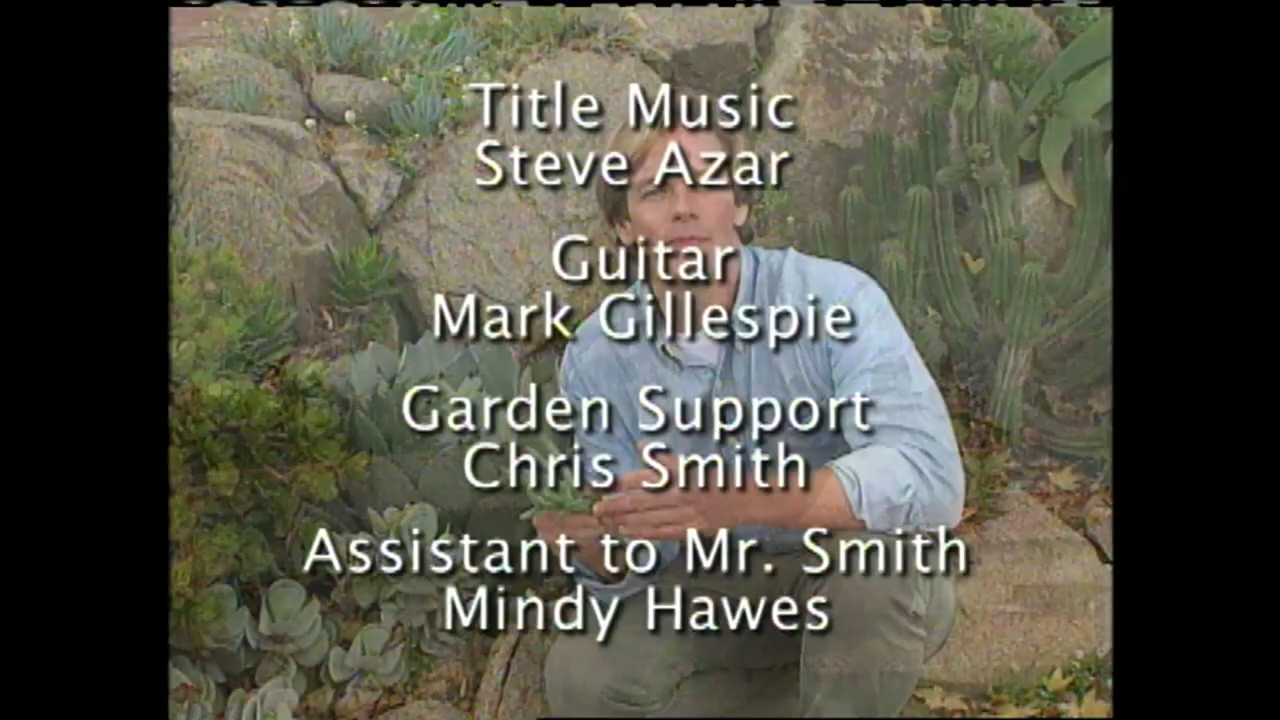 Title Music
Steve Azar
Guitar
Mark Gillespie
Garden Support
Chris Smith
Assistant to Mr. Smith
Mindy Hawes